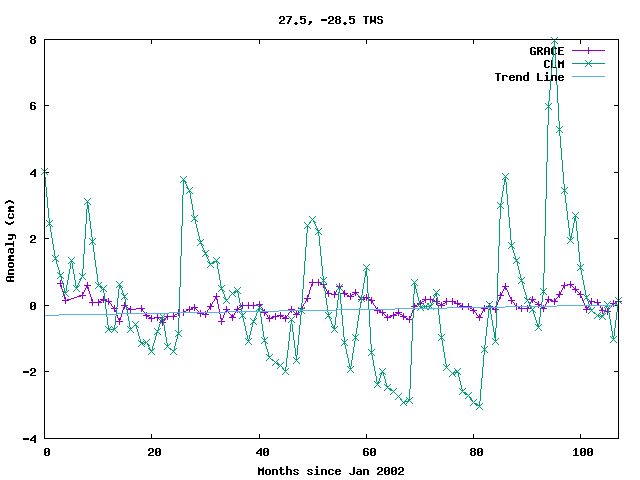 27.5, -28.5 TWS
GRACE
CLM
Trend Line
8
6
4
2
0
-2
-4
Anomaly (cm)
0 20 40 60 80 100
Months since Jan 2002